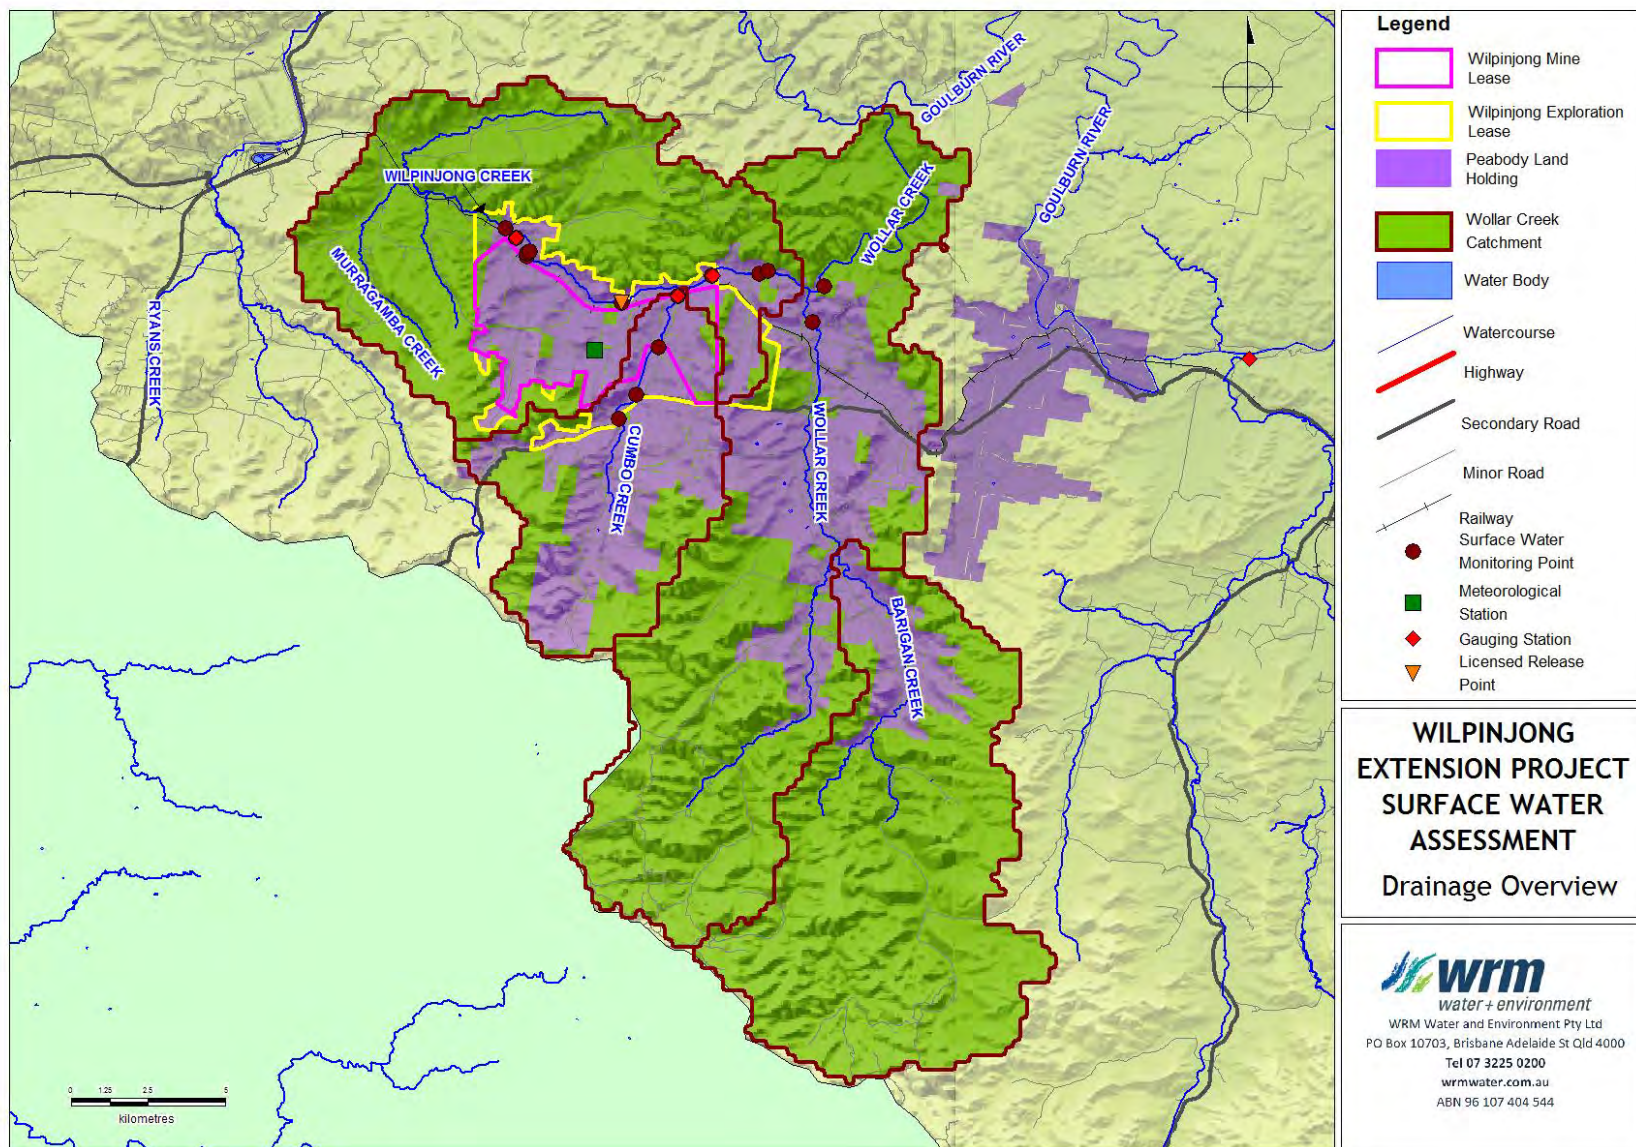 GOULBURN RIVER
GOULBURN RIVER
WILPINJONG CREEK
WOLLAR CREEK
MURRAGAMBA CREEK
RYANS CREEK
CUMBO CREEK
WOLLAR CREEK
BARIGAN CREEK
0 1.25 2.5 5
kilometres
Legend
Wilpinjong Mine
Lease
Wilpinjong Exploration
Lease
Peabody Land
Holding
Wollar Creek
Catchment
Water Body
Watercourse
Highway
Secondary Road
Minor Road
Railway
Surface Water
Monitoring Point
Meteorological
Station
Gauging Station
Licensed Release
Point
WILPINJONG
EXTENSION PROJECT
SURFACE WATER
ASSESSMENT
Drainage Overview
wrm
water + environment
WRM Water and Environment Pty Ltd
PO Box 10703, Brisbane Adelaide St Qld 4000
Tel 07 3225 0200
wrmwater.com.au
ABN 96 107 404 544